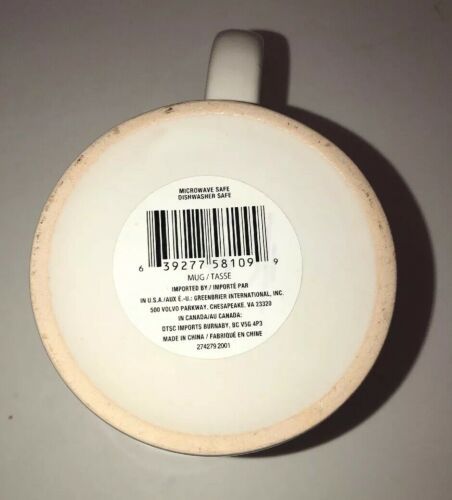 MICROWAVE SAFE
DISHWASHER SAFE
6 39277 58109 9
MUG / TASSE
IMPORTED BY / IMPORTÉ PAR
IN U.S.A./AUX É.-U.: GREENBRIER INTERNATIONAL, INC.
500 VOLVO PARKWAY, CHESAPEAKE, VA 23320
IN CANADA/AU CANADA:
DTSC IMPORTS BURNABY, BC V5G 4P3
MADE IN CHINA / FABRIQUÉ EN CHINE
274279 2001